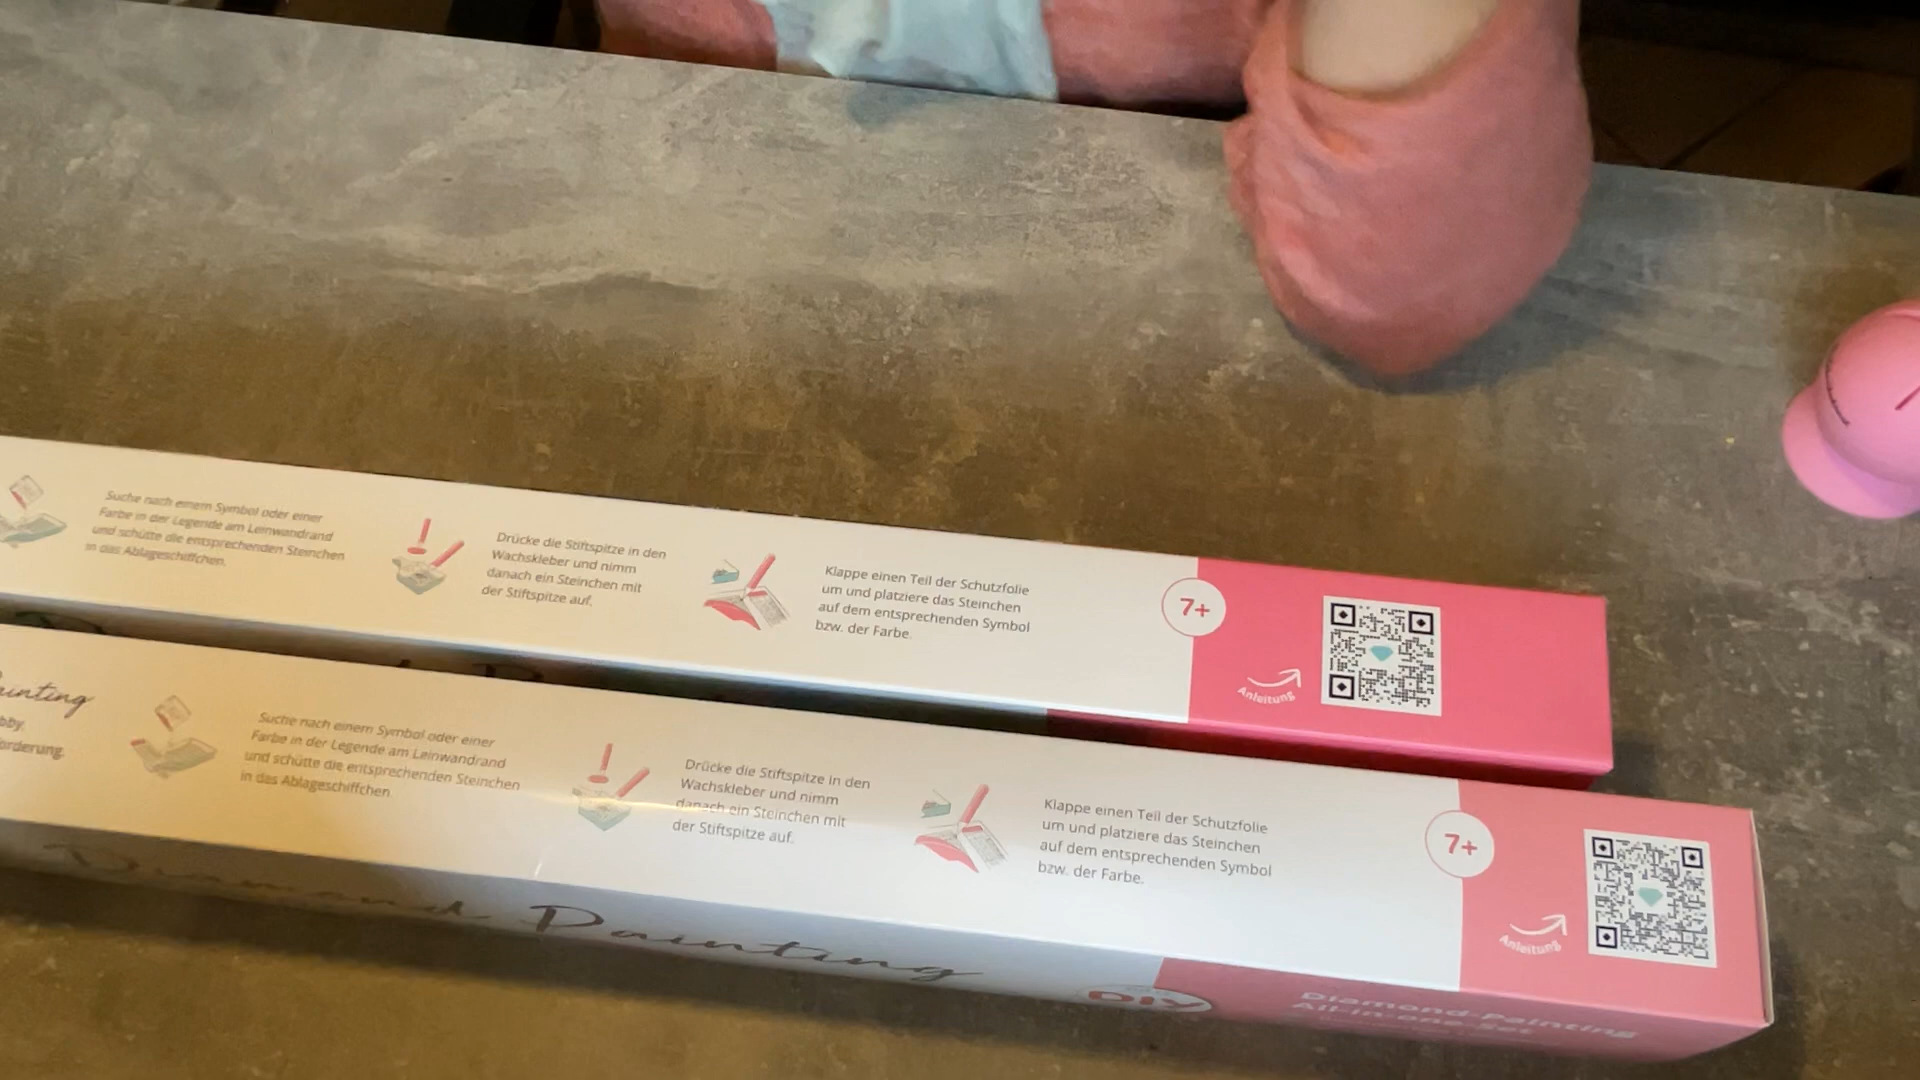 Suche nach einem Symbol oder einer
Farbe in der Legende am Leinwandrand
und schütte die entsprechenden Steinchen
in das Ablageschiffchen.
Drücke die Stiftspitze in den
Wachskleber und nimm
danach ein Steinchen mit
der Stiftspitze auf.
Klappe einen Teil der Schutzfolie
um und platziere das Steinchen
auf dem entsprechenden Symbol
bzw. der Farbe.
7+
Anleitung
Suche nach einem Symbol oder einer
Farbe in der Legende am Leinwandrand
und schütte die entsprechenden Steinchen
in das Ablageschiffchen.
Drücke die Stiftspitze in den
Wachskleber und nimm
danach ein Steinchen mit
der Stiftspitze auf.
Klappe einen Teil der Schutzfolie
um und platziere das Steinchen
auf dem entsprechenden Symbol
bzw. der Farbe.
7+
Anleitung
Diamond Painting
DIY
Diamond-Painting
All-in-one-Set